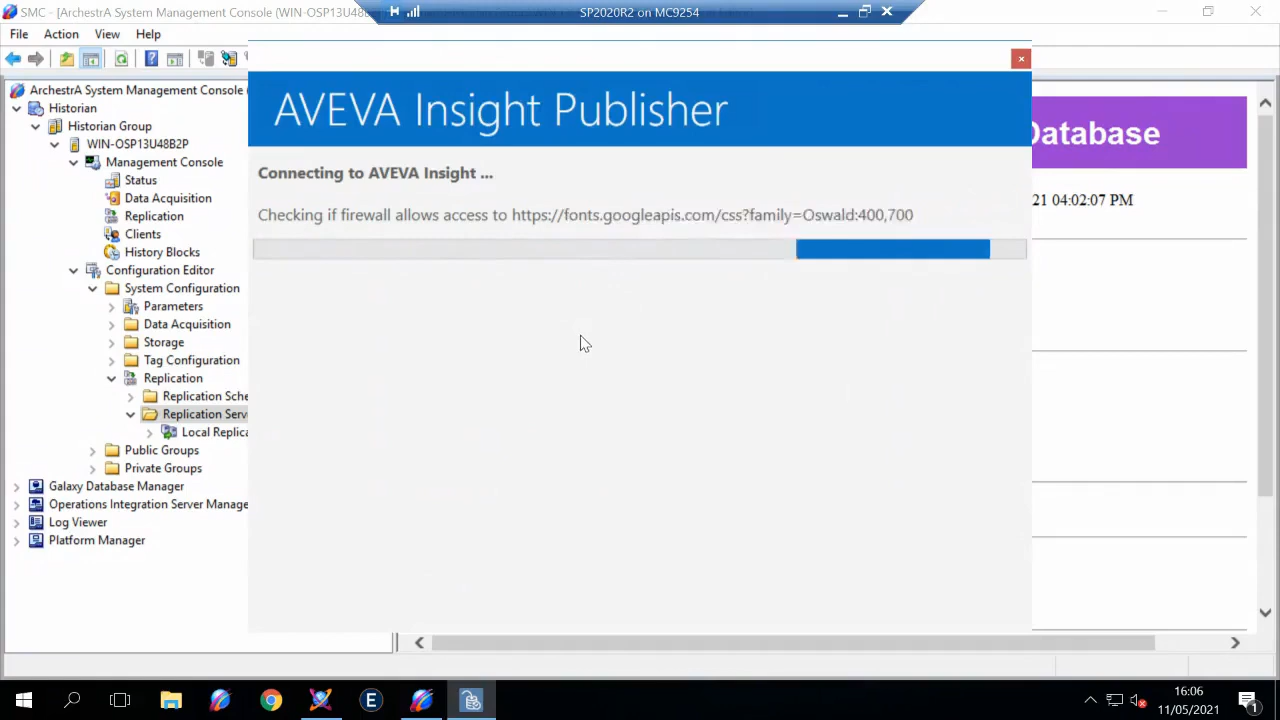 SMC - [ArchestrA System Management Console (WIN-OSP13U48B2P
SP2020R2 on MC9254
File Action View Help
ArchestrA System Management Console (
Historian
Historian Group
WIN-OSP13U48B2P
Management Console
Status
Data Acquisition
Replication
Clients
History Blocks
Configuration Editor
System Configuration
Parameters
Data Acquisition
Storage
Tag Configuration
Replication
Replication Sche
Replication Serv
Local Replica
Public Groups
Private Groups
Galaxy Database Manager
Operations Integration Server Manage
Log Viewer
Platform Manager
AVEVA Insight Publisher
Connecting to AVEVA Insight ...
Checking if firewall allows access to https://fonts.googleapis.com/css?family=Oswald:400,700
Database
21 04:02:07 PM
16:06
11/05/2021
1